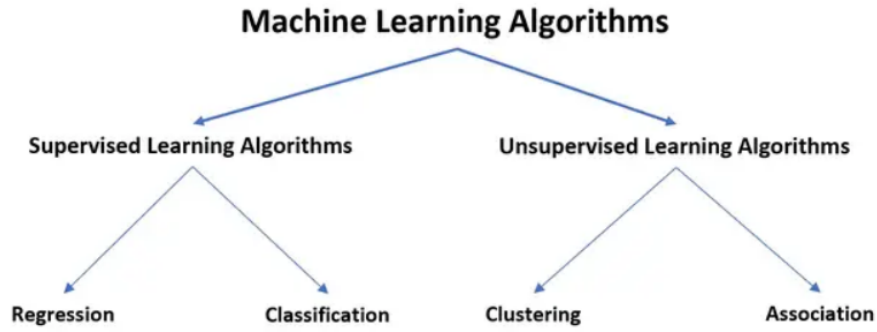 Machine Learning Algorithms
Supervised Learning Algorithms
Unsupervised Learning Algorithms
Regression
Classification
Clustering
Association